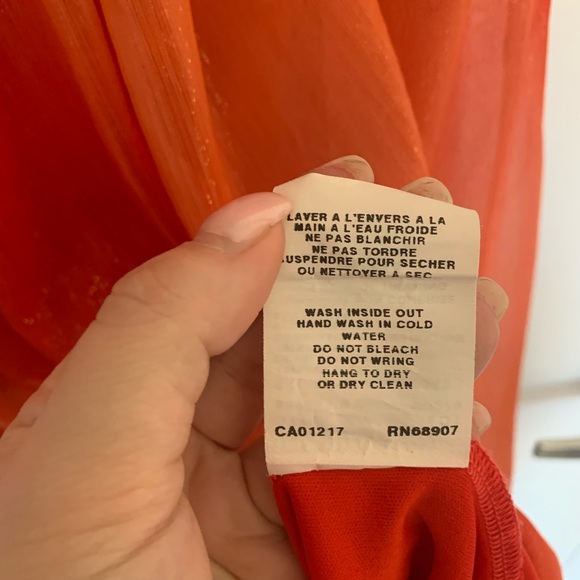 LAVER A L'ENVERS A LA
MAIN A L'EAU FROIDE
NE PAS BLANCHIR
NE PAS TORDRE
SUSPENDRE POUR SECHER
OU NETTOYER A SEC
WASH INSIDE OUT
HAND WASH IN COLD
WATER
DO NOT BLEACH
DO NOT WRING
HANG TO DRY
OR DRY CLEAN
CA01217 RN68907